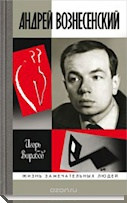 АНДРЕЙ ВОЗНЕСЕНСКИЙ
Игорь
Вирабов
ЖИЗНЬ ЗАМЕЧАТЕЛЬНЫХ ЛЮДЕЙ